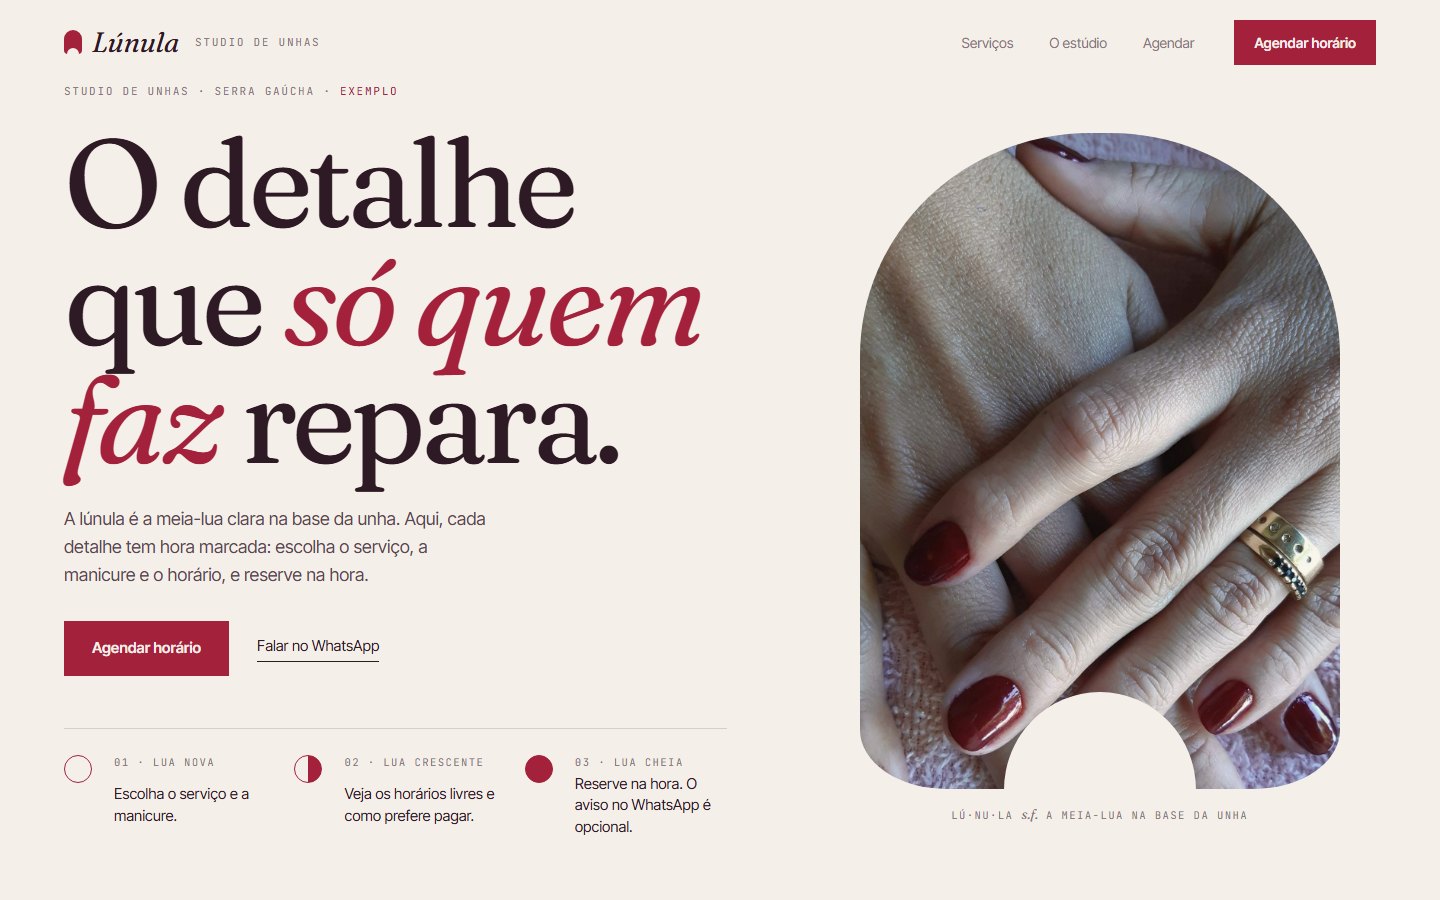 Lúnula STUDIO DE UNHAS
Serviços
O estúdio
Agendar
Agendar horário
STUDIO DE UNHAS · SERRA GAÚCHA · EXEMPLO
O detalhe
que só quem
faz repara.
A lúnula é a meia-lua clara na base da unha. Aqui, cada
detalhe tem hora marcada: escolha o serviço, a
manicure e o horário, e reserve na hora.
Agendar horário
Falar no WhatsApp
01 · LUA NOVA
Escolha o serviço e a
manicure.
02 · LUA CRESCENTE
Veja os horários livres e
como prefere pagar.
03 · LUA CHEIA
Reserve na hora. O
aviso no WhatsApp é
opcional.
LÚ·NU·LA s.f. A MEIA-LUA NA BASE DA UNHA